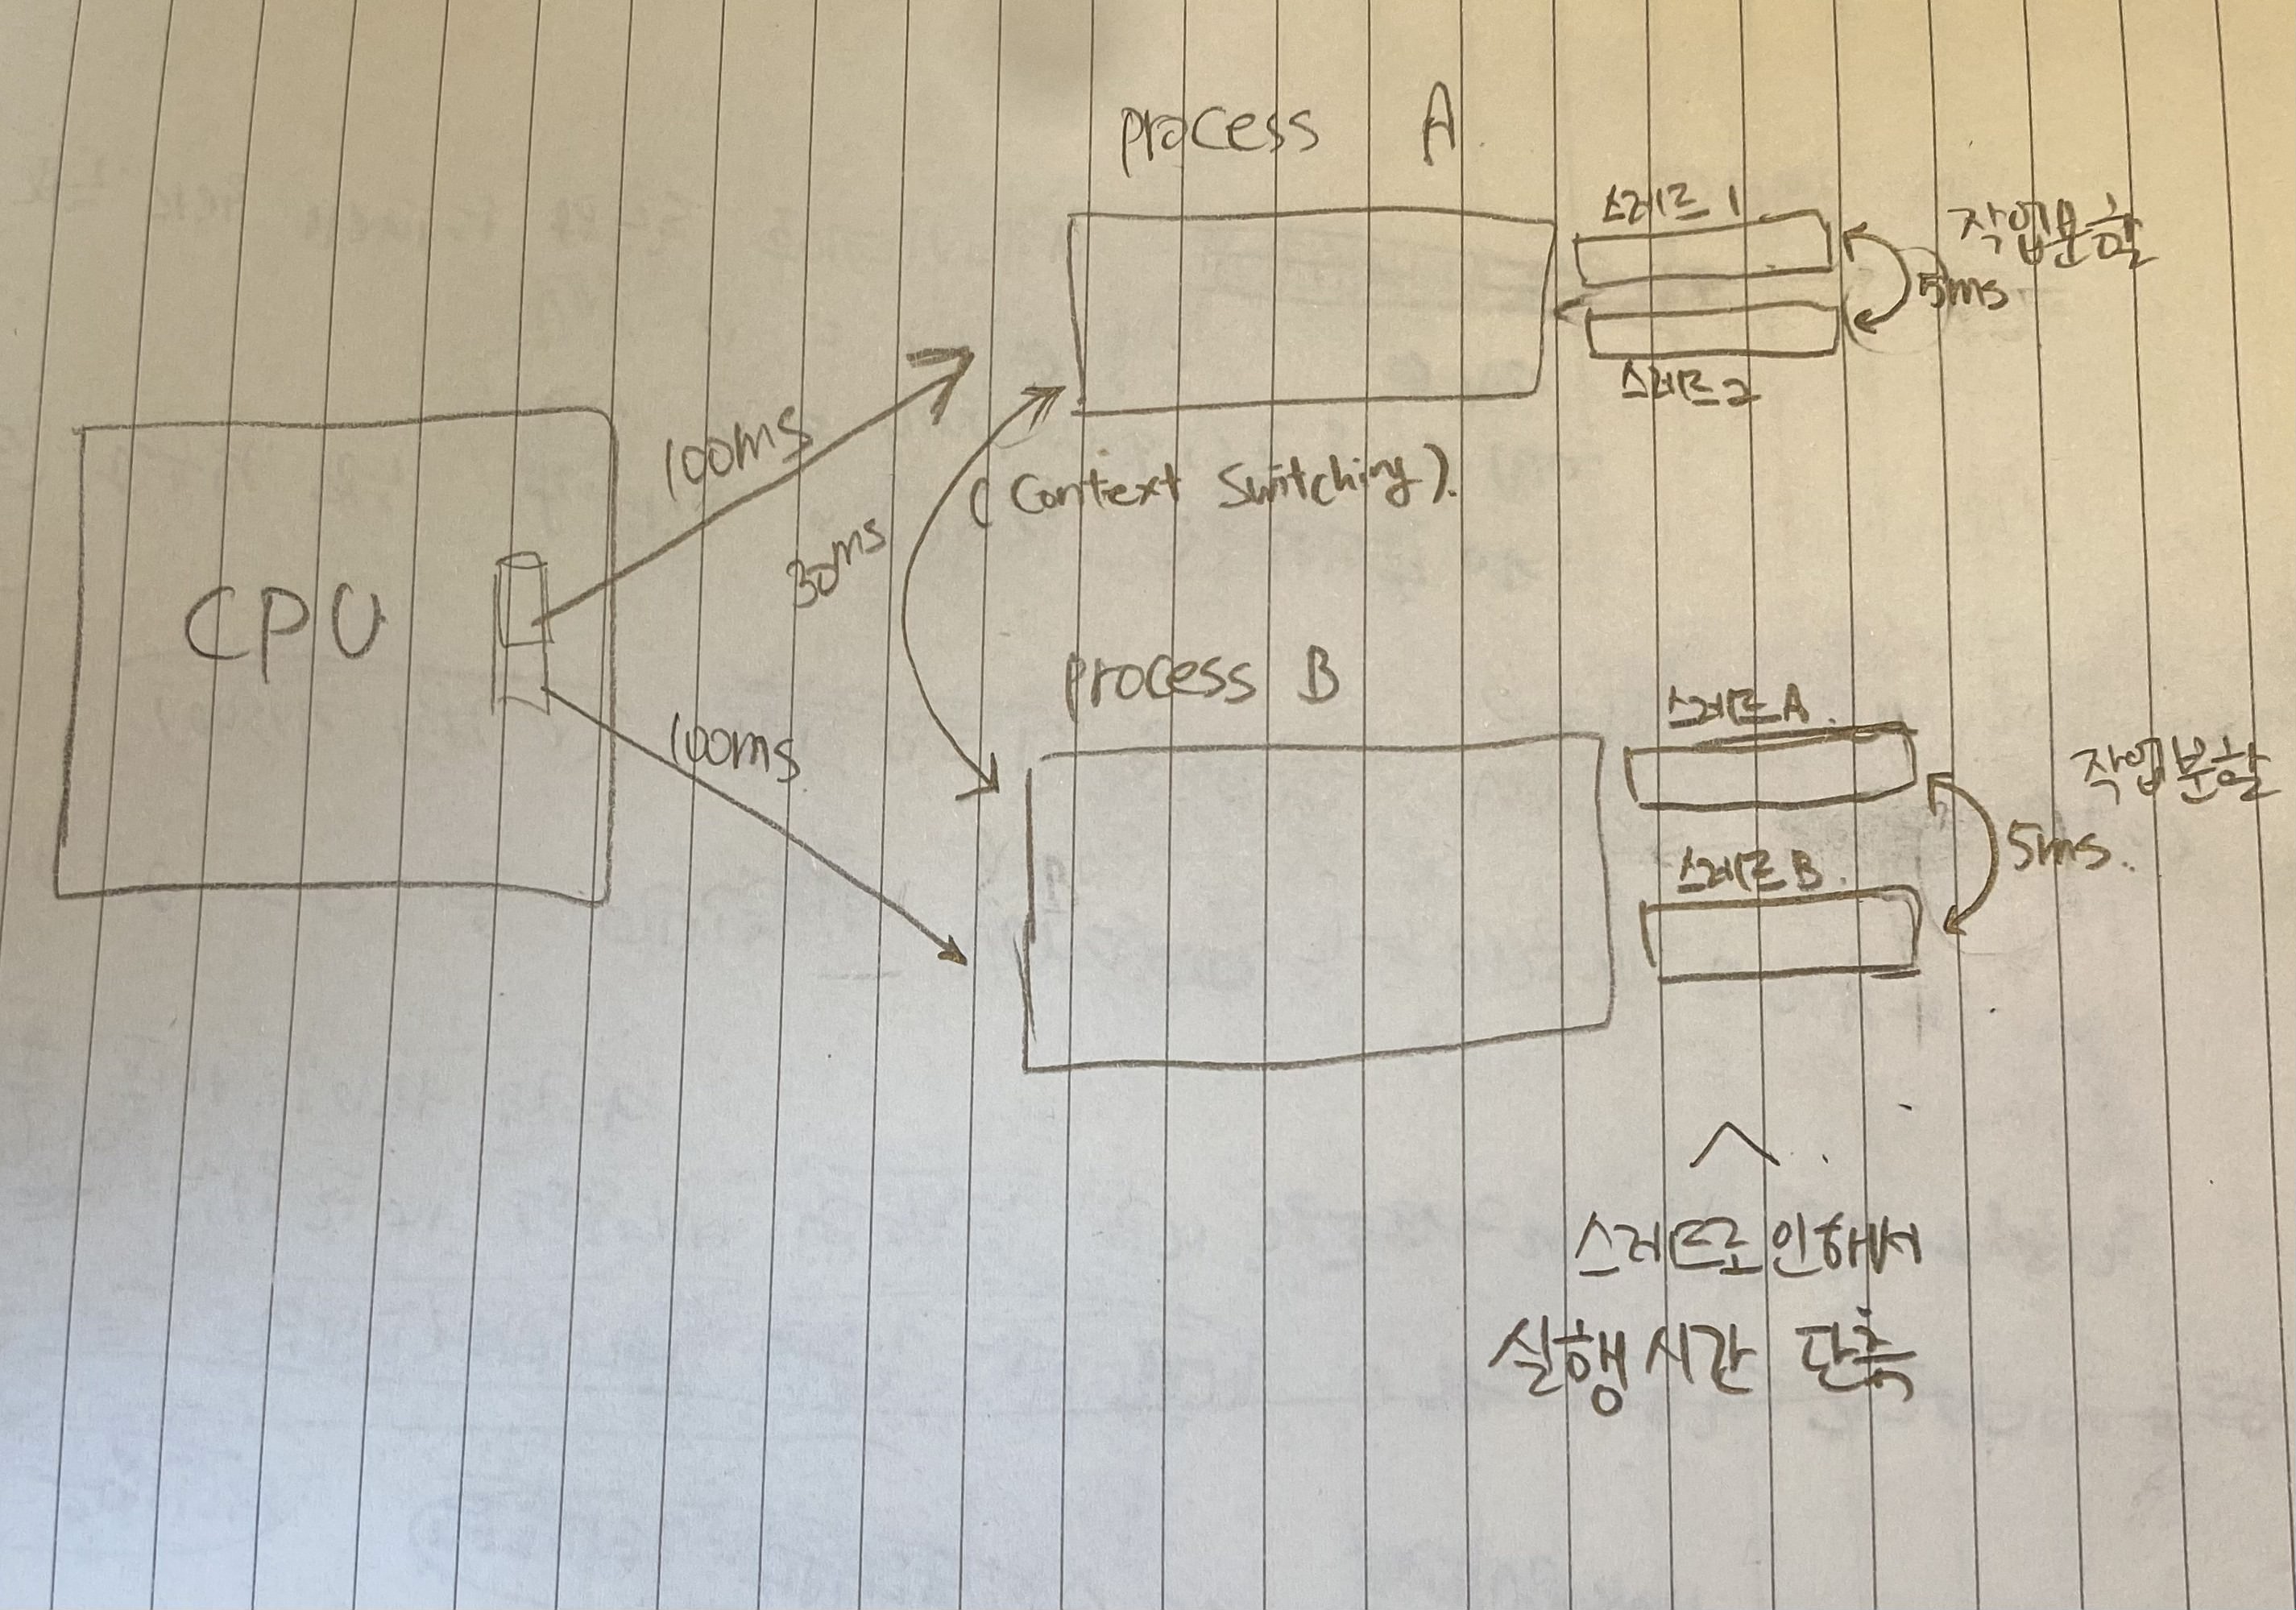 process A.
스레드1
작업분할
5ms
스레드2
100ms
(Context Switching).
30ms
CPU
process B
스레드A.
100ms
작업분할
5ms.
스레드B.
스레드로인해서
실행시간 단축